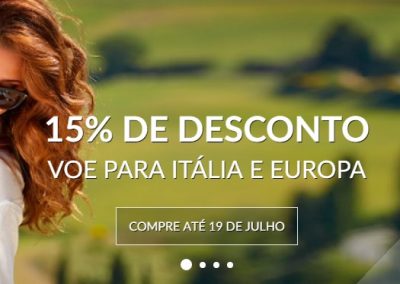 15% DE DESCONTO
VOE PARA ITÁLIA E EUROPA
COMPRE ATÉ 19 DE JULHO